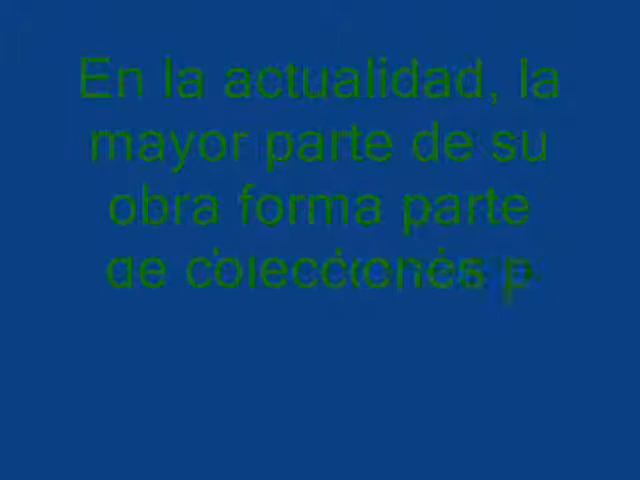 En la actualidad, la
mayor parte de su
obra forma parte
de colecciones p